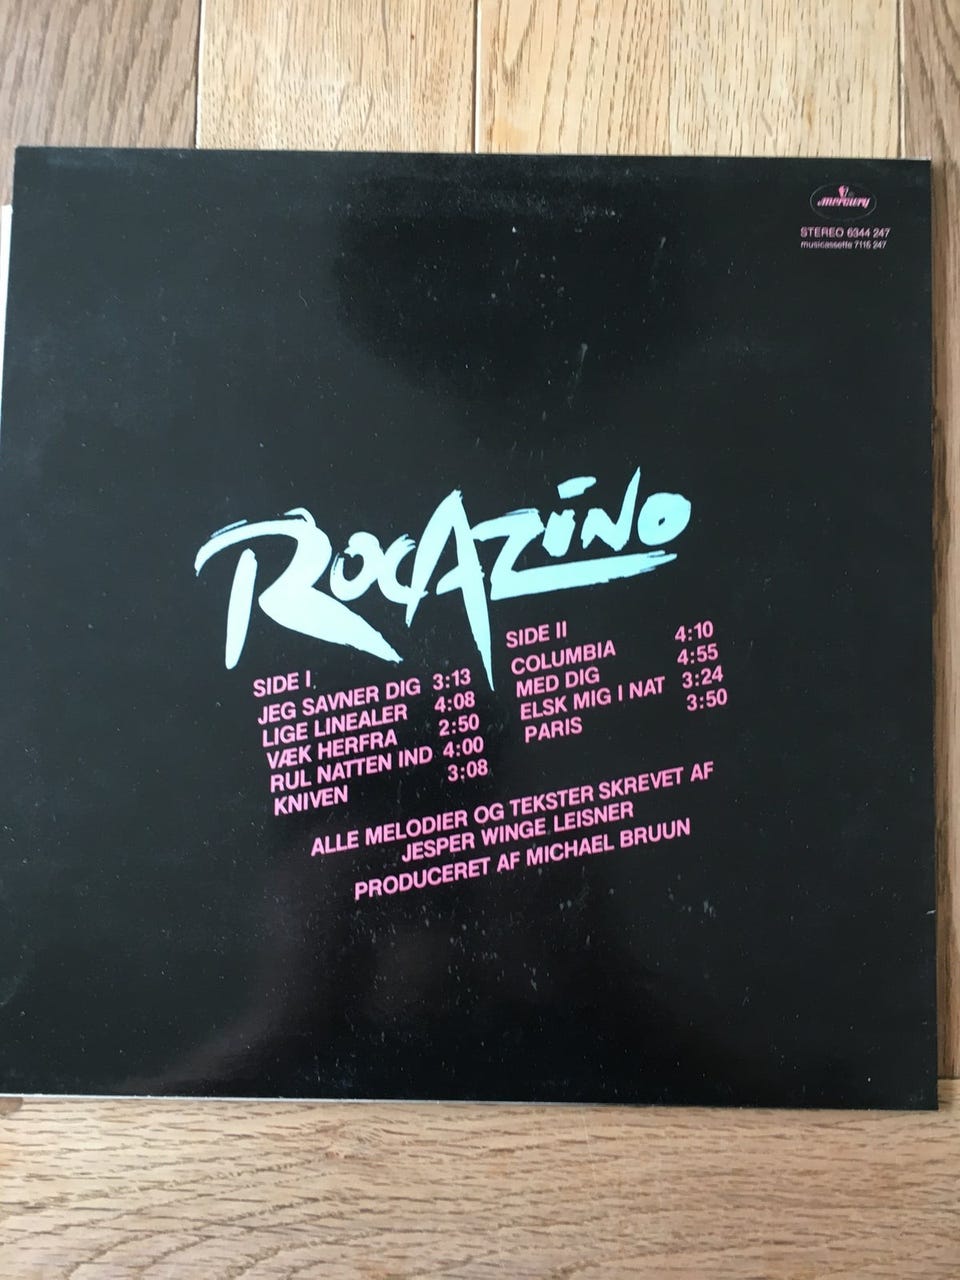 mercury
STEREO 6344 247
musicassette 7116 247
ROCAZINO
SIDE I
JEG SAVNER DIG 3:13
LIGE LINEALER 4:08
VÆK HERFRA 2:50
RUL NATTEN IND 4:00
KNIVEN 3:08
SIDE II
COLUMBIA 4:10
MED DIG 4:55
ELSK MIG I NAT 3:24
PARIS 3:50
ALLE MELODIER OG TEKSTER SKREVET AF
JESPER WINGE LEISNER
PRODUCERET AF MICHAEL BRUUN